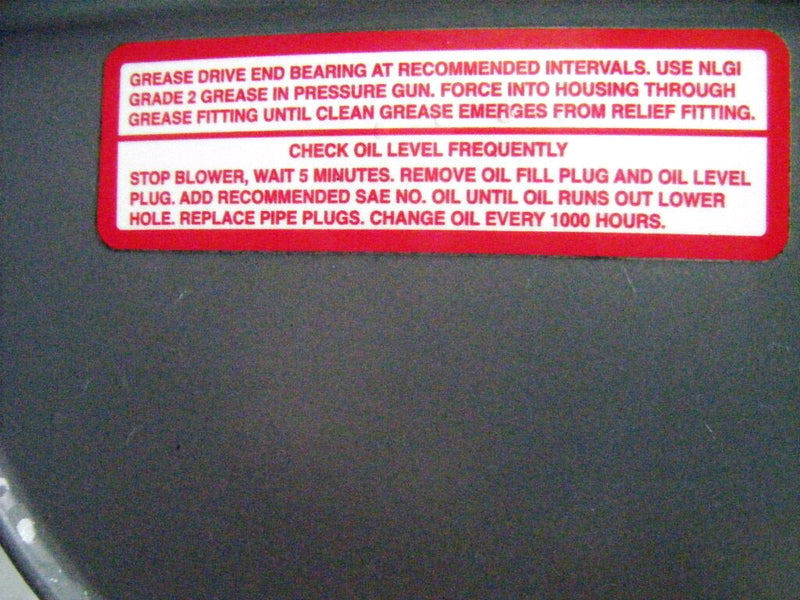 GREASE DRIVE END BEARING AT RECOMMENDED INTERVALS. USE NLGI
GRADE 2 GREASE IN PRESSURE GUN. FORCE INTO HOUSING THROUGH
GREASE FITTING UNTIL CLEAN GREASE EMERGES FROM RELIEF FITTING.
CHECK OIL LEVEL FREQUENTLY
STOP BLOWER, WAIT 5 MINUTES. REMOVE OIL FILL PLUG AND OIL LEVEL
PLUG. ADD RECOMMENDED SAE NO. OIL UNTIL OIL RUNS OUT LOWER
HOLE. REPLACE PIPE PLUGS. CHANGE OIL EVERY 1000 HOURS.